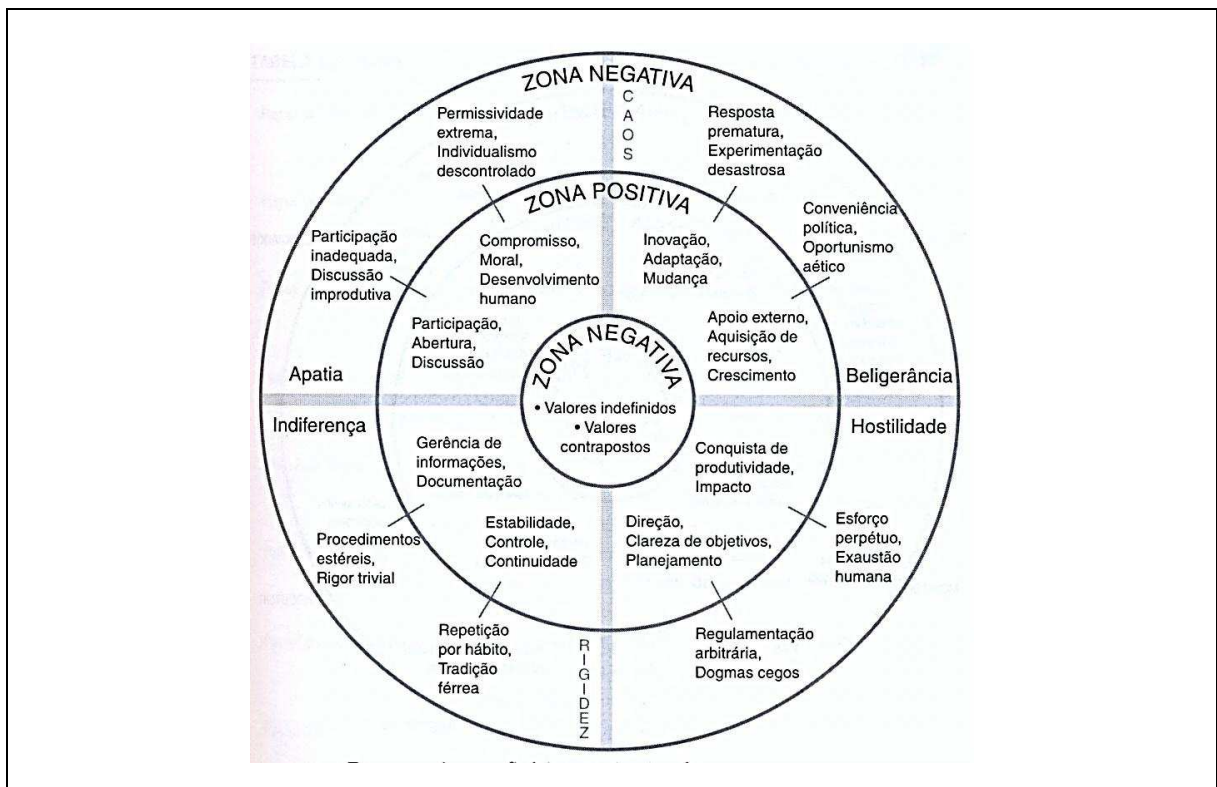 ZONA NEGATIVA
C
A
O
S
Permissividade
extrema,
Individualismo
descontrolado
Resposta
prematura,
Experimentação
desastrosa
ZONA POSITIVA
Participação
inadequada,
Discussão
improdutiva
Compromisso,
Moral,
Desenvolvimento
humano
Inovação,
Adaptação,
Mudança
Conveniência
política,
Oportunismo
aético
Participação,
Abertura,
Discussão
Apoio externo,
Aquisição de
recursos,
Crescimento
ZONA NEGATIVA
• Valores indefinidos
• Valores
contrapostos
Apatia
Beligerância
Indiferença
Hostilidade
Gerência de
informações,
Documentação
Conquista de
produtividade,
Impacto
Procedimentos
estéreis,
Rigor trivial
Estabilidade,
Controle,
Continuidade
Direção,
Clareza de objetivos,
Planejamento
Esforço
perpétuo,
Exaustão
humana
Repetição
por hábito,
Tradição
férrea
R
I
G
I
D
E
Z
Regulamentação
arbitrária,
Dogmas cegos